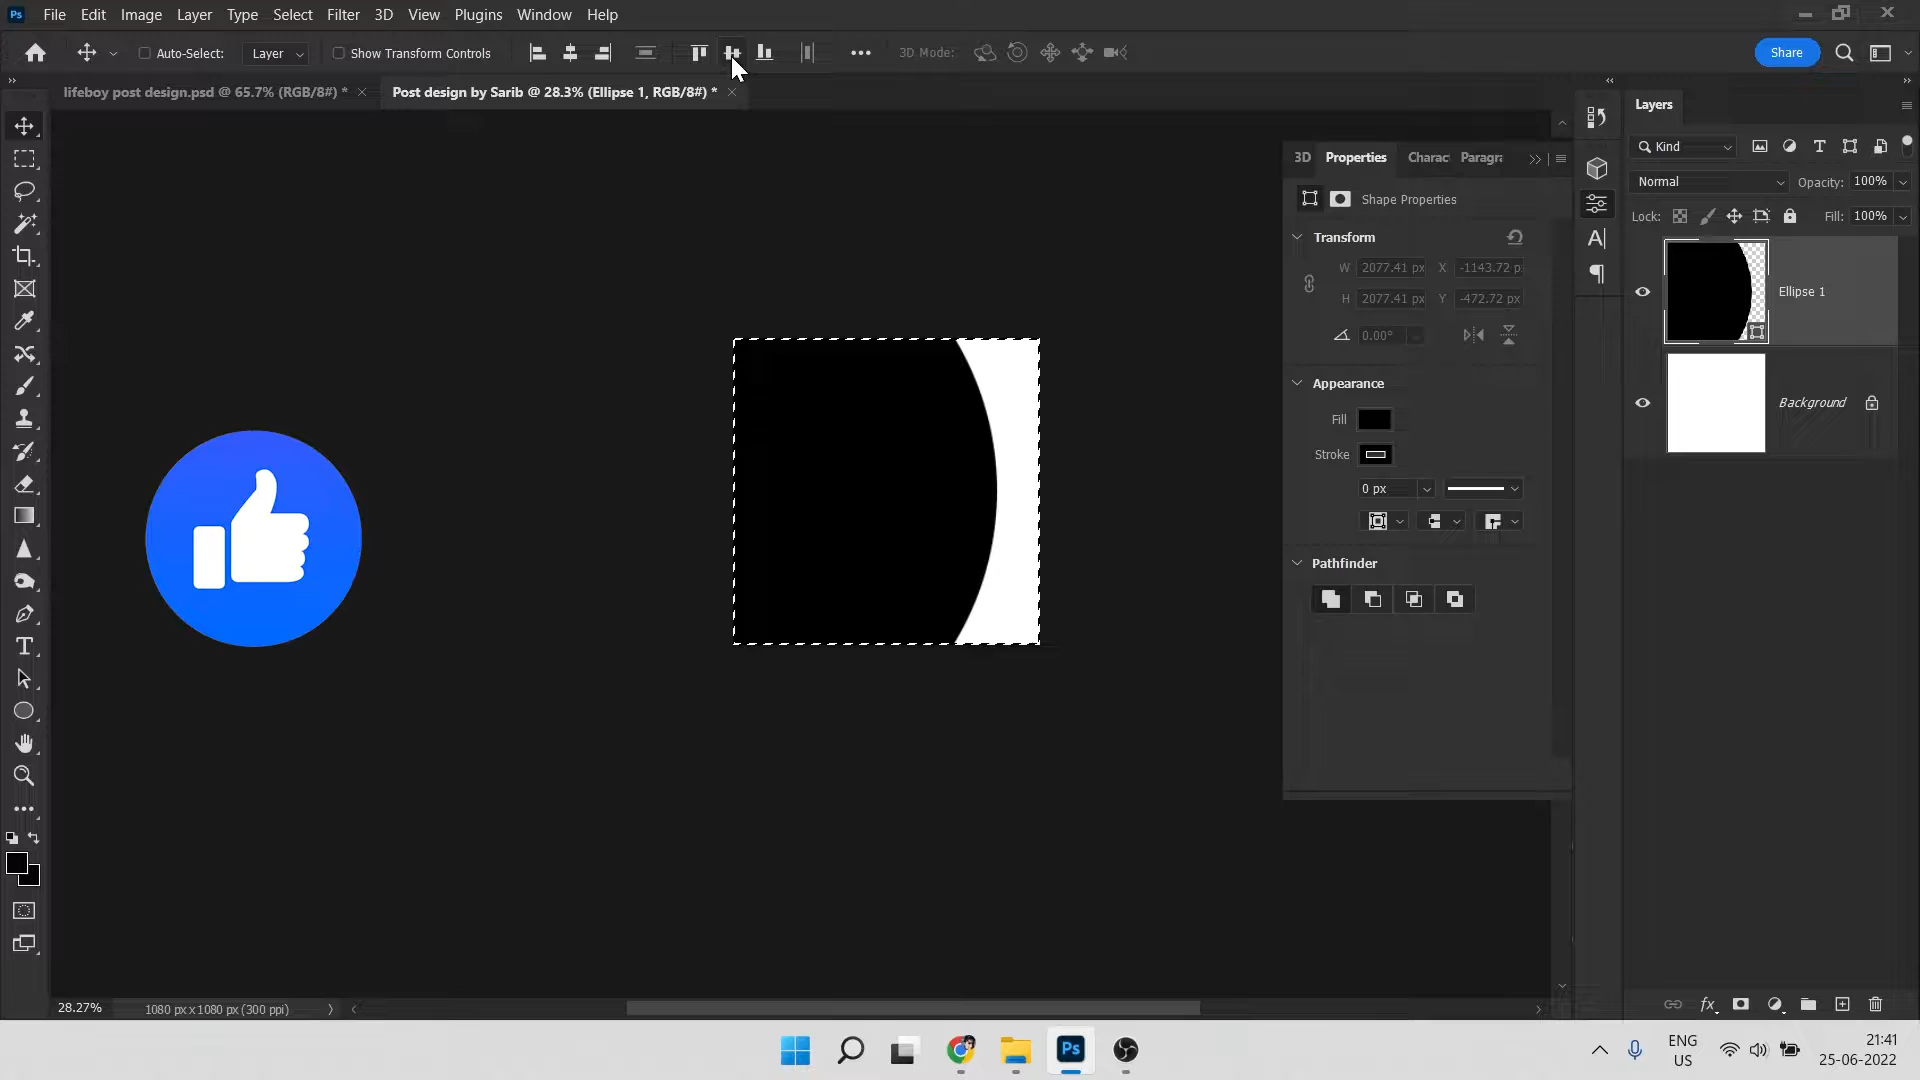 Ps File Edit Image Layer Type Select Filter 3D View Plugins Window Help
Auto-Select: Layer Show Transform Controls 3D Mode: Share
lifeboy post design.psd @ 65.7% (RGB/8#) * Post design by Sarib @ 28.3% (Ellipse 1, RGB/8#) *
Layers
Kind
Normal Opacity: 100%
Lock: Fill: 100%
Ellipse 1
Background
3D Properties Charac Paragra
Shape Properties
Transform
W 2077.41 px X -1143.72 p
H 2077.41 px Y -472.72 px
0.00°
Appearance
Fill
Stroke
0 px
Pathfinder
28.27% 1080 px x 1080 px (300 ppi)
Ps
ENG
US
21:41
25-06-2022